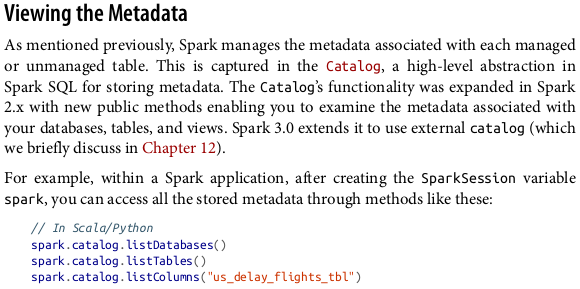 Viewing the Metadata
As mentioned previously, Spark manages the metadata associated with each managed
or unmanaged table. This is captured in the Catalog, a high-level abstraction in
Spark SQL for storing metadata. The Catalog’s functionality was expanded in Spark
2.x with new public methods enabling you to examine the metadata associated with
your databases, tables, and views. Spark 3.0 extends it to use external catalog (which
we briefly discuss in Chapter 12).
For example, within a Spark application, after creating the SparkSession variable
spark, you can access all the stored metadata through methods like these:
// In Scala/Python
spark.catalog.listDatabases()
spark.catalog.listTables()
spark.catalog.listColumns("us_delay_flights_tbl")